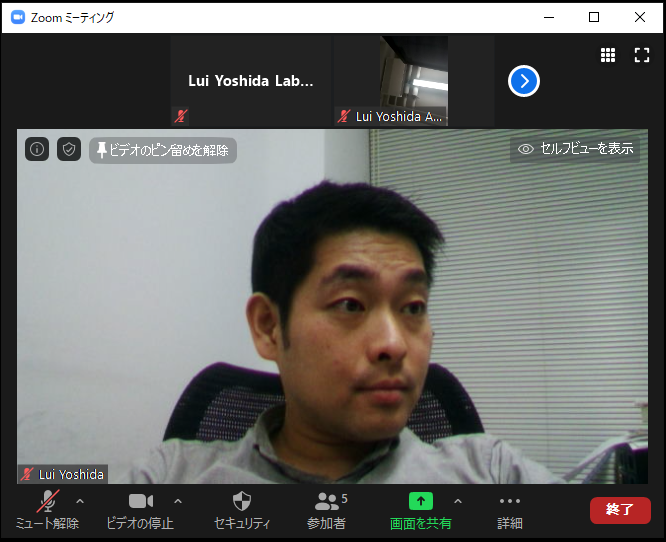 Zoom ミーティング
Lui Yoshida Lab...
Lui Yoshida A...
ビデオのピン留めを解除
セルフビューを表示
Lui Yoshida
5
ミュート解除
ビデオの停止
セキュリティ
参加者
画面を共有
詳細
終了